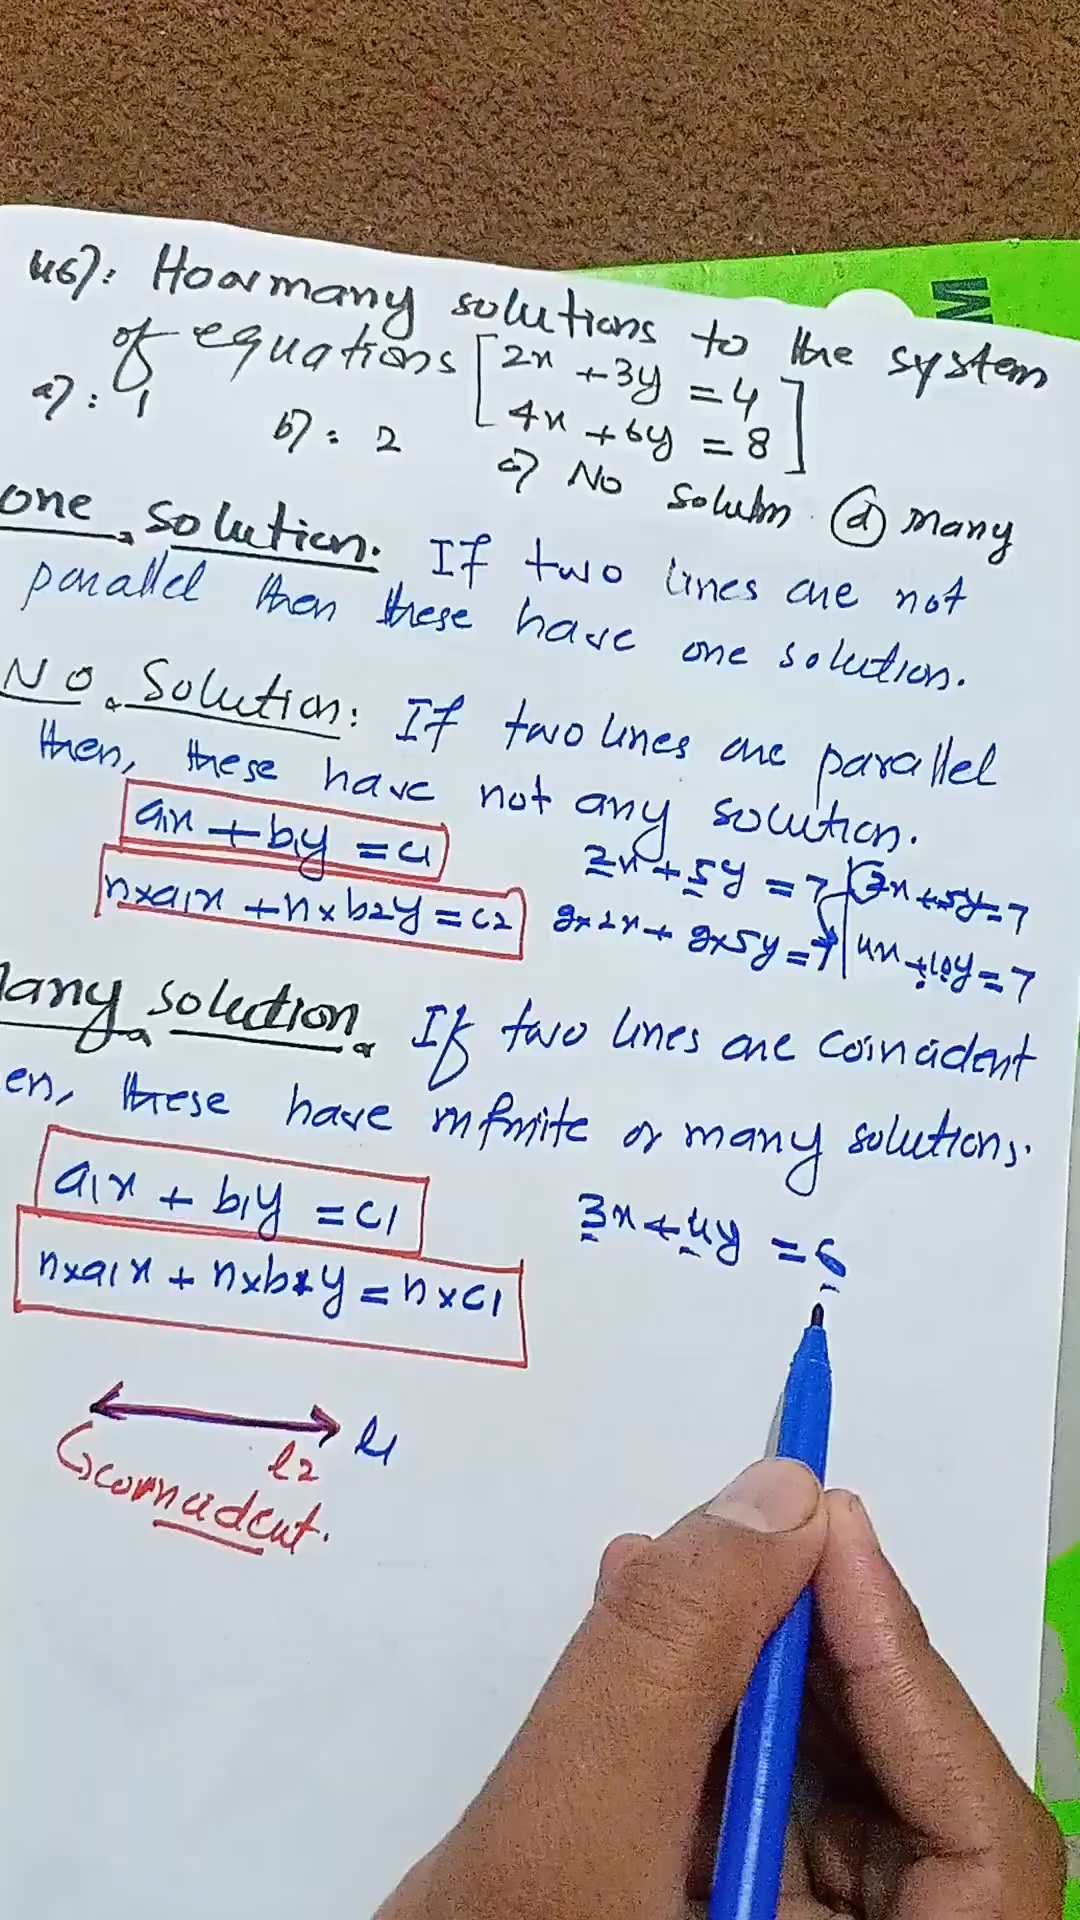 46): How many solutions to the system
of equations [2x + 3y = 4
4x + 6y = 8]
a): 1 b): 2 c) No solutn. (d) many
one solution. If two lines are not
parallel then these have one solution.
No Solution: If two lines are parallel
then, these have not any solution.
a1x + b1y = c1
n×a1x + n×b2y = c2
2x + 5y = 7
2×2x + 2×5y = 7
2x + 5y = 7
4x + 10y = 7
Many solution. If two lines are coincident
en, these have infinite or many solutions.
a1x + b1y = c1
n×a1x + n×b1y = n×c1
3x + 4y = 6
l1
l2
coincident.
M